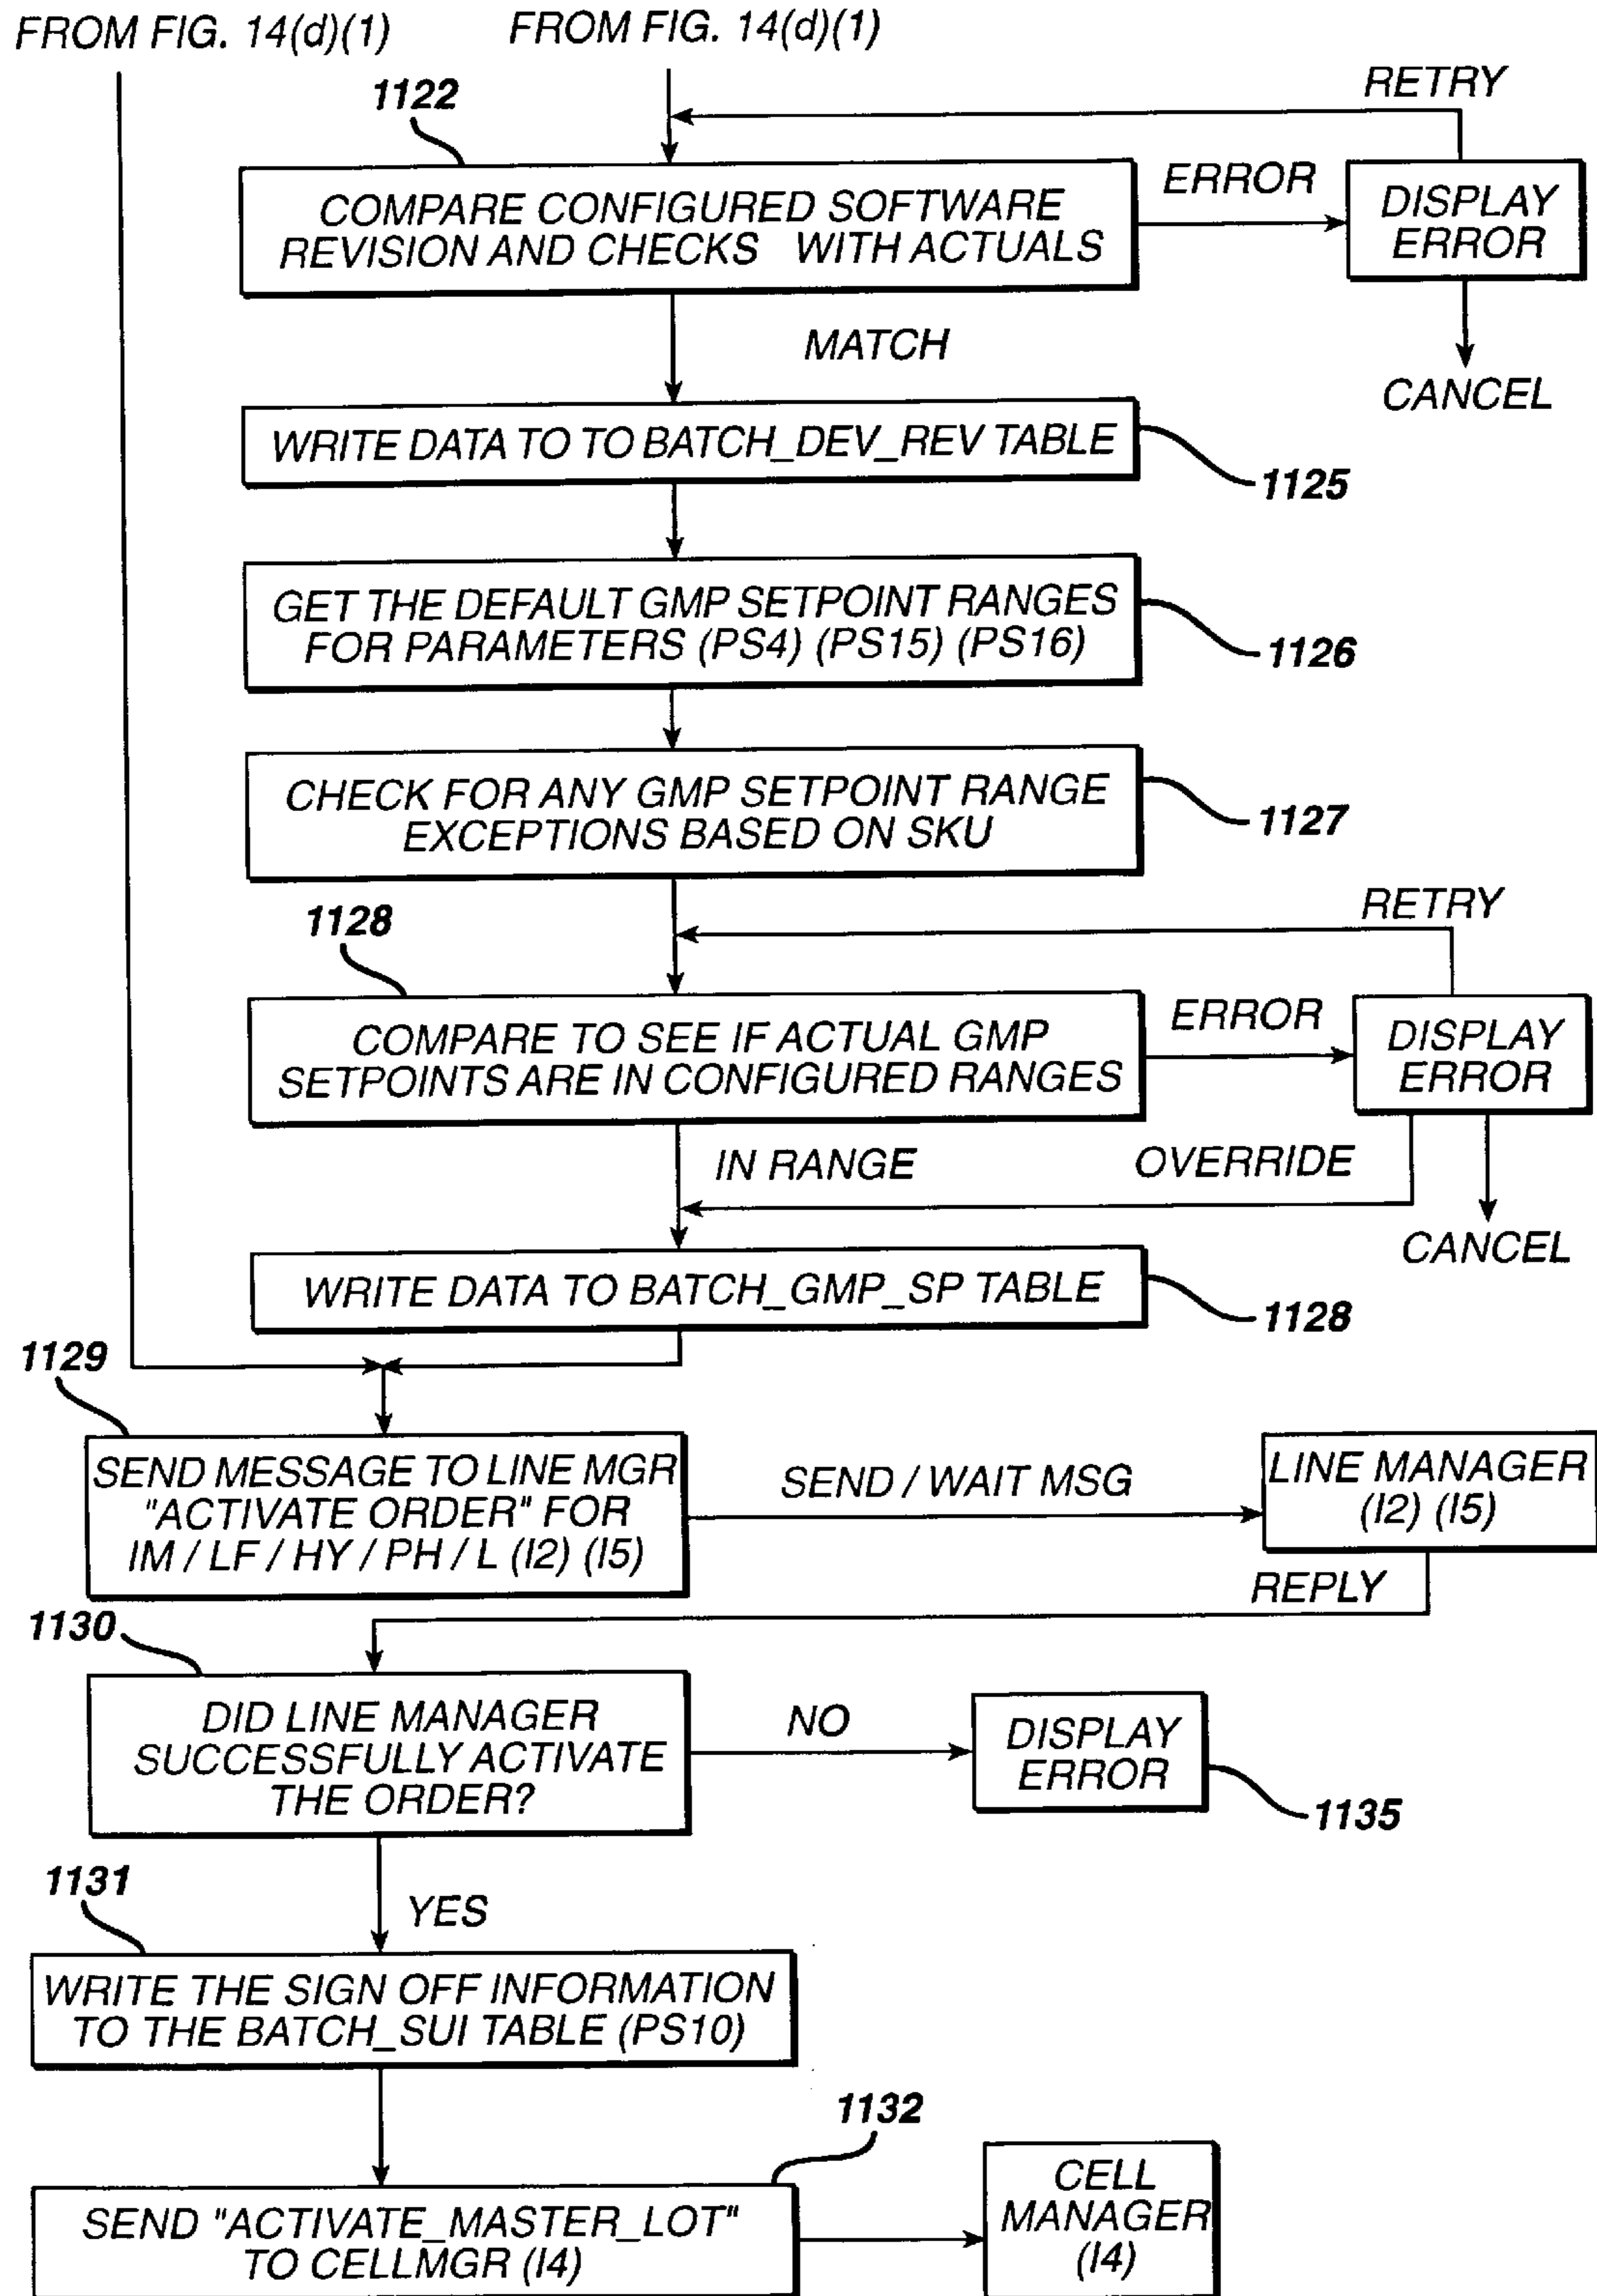 FROM FIG. 14(d)(1)
FROM FIG. 14(d)(1)
RETRY
1122
COMPARE CONFIGURED SOFTWARE
REVISION AND CHECKS WITH ACTUALS
ERROR
DISPLAY
ERROR
MATCH
CANCEL
WRITE DATA TO TO BATCH_DEV_REV TABLE
1125
GET THE DEFAULT GMP SETPOINT RANGES
FOR PARAMETERS (PS4) (PS15) (PS16)
1126
CHECK FOR ANY GMP SETPOINT RANGE
EXCEPTIONS BASED ON SKU
1127
RETRY
1128
COMPARE TO SEE IF ACTUAL GMP
SETPOINTS ARE IN CONFIGURED RANGES
ERROR
DISPLAY
ERROR
IN RANGE
OVERRIDE
CANCEL
WRITE DATA TO BATCH_GMP_SP TABLE
1128
1129
SEND MESSAGE TO LINE MGR
"ACTIVATE ORDER" FOR
IM / LF / HY / PH / L (I2) (I5)
SEND / WAIT MSG
LINE MANAGER
(I2) (I5)
REPLY
1130
DID LINE MANAGER
SUCCESSFULLY ACTIVATE
THE ORDER?
NO
DISPLAY
ERROR
1135
1131
YES
WRITE THE SIGN OFF INFORMATION
TO THE BATCH_SUI TABLE (PS10)
1132
SEND "ACTIVATE_MASTER_LOT"
TO CELLMGR (I4)
CELL
MANAGER
(I4)